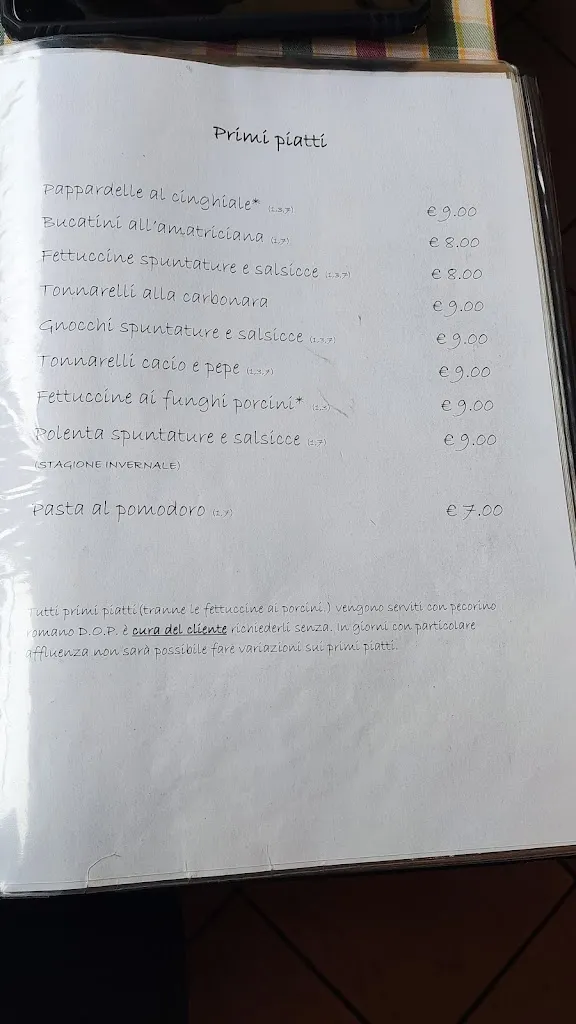 Primi piatti
Pappardelle al cinghiale* (1,3,7) € 9.00
Bucatini all'amatriciana (1,7) € 8.00
Fettuccine spuntature e salsicce (1,3,7) € 8.00
Tonnarelli alla carbonara € 9.00
Gnocchi spuntature e salsicce (1,3,7) € 9.00
Tonnarelli cacio e pepe (1,3,7) € 9.00
Fettuccine ai funghi porcini* (1,3) € 9.00
Polenta spuntature e salsicce (1,7) € 9.00
(STAGIONE INVERNALE)
Pasta al pomodoro (1,7) € 7.00
Tutti primi piatti (tranne le fettuccine ai porcini.) vengono serviti con pecorino
romano D.O.P. è cura del cliente richiederli senza. In giorni con particolare
affluenza non sarà possibile fare variazioni sui primi piatti.